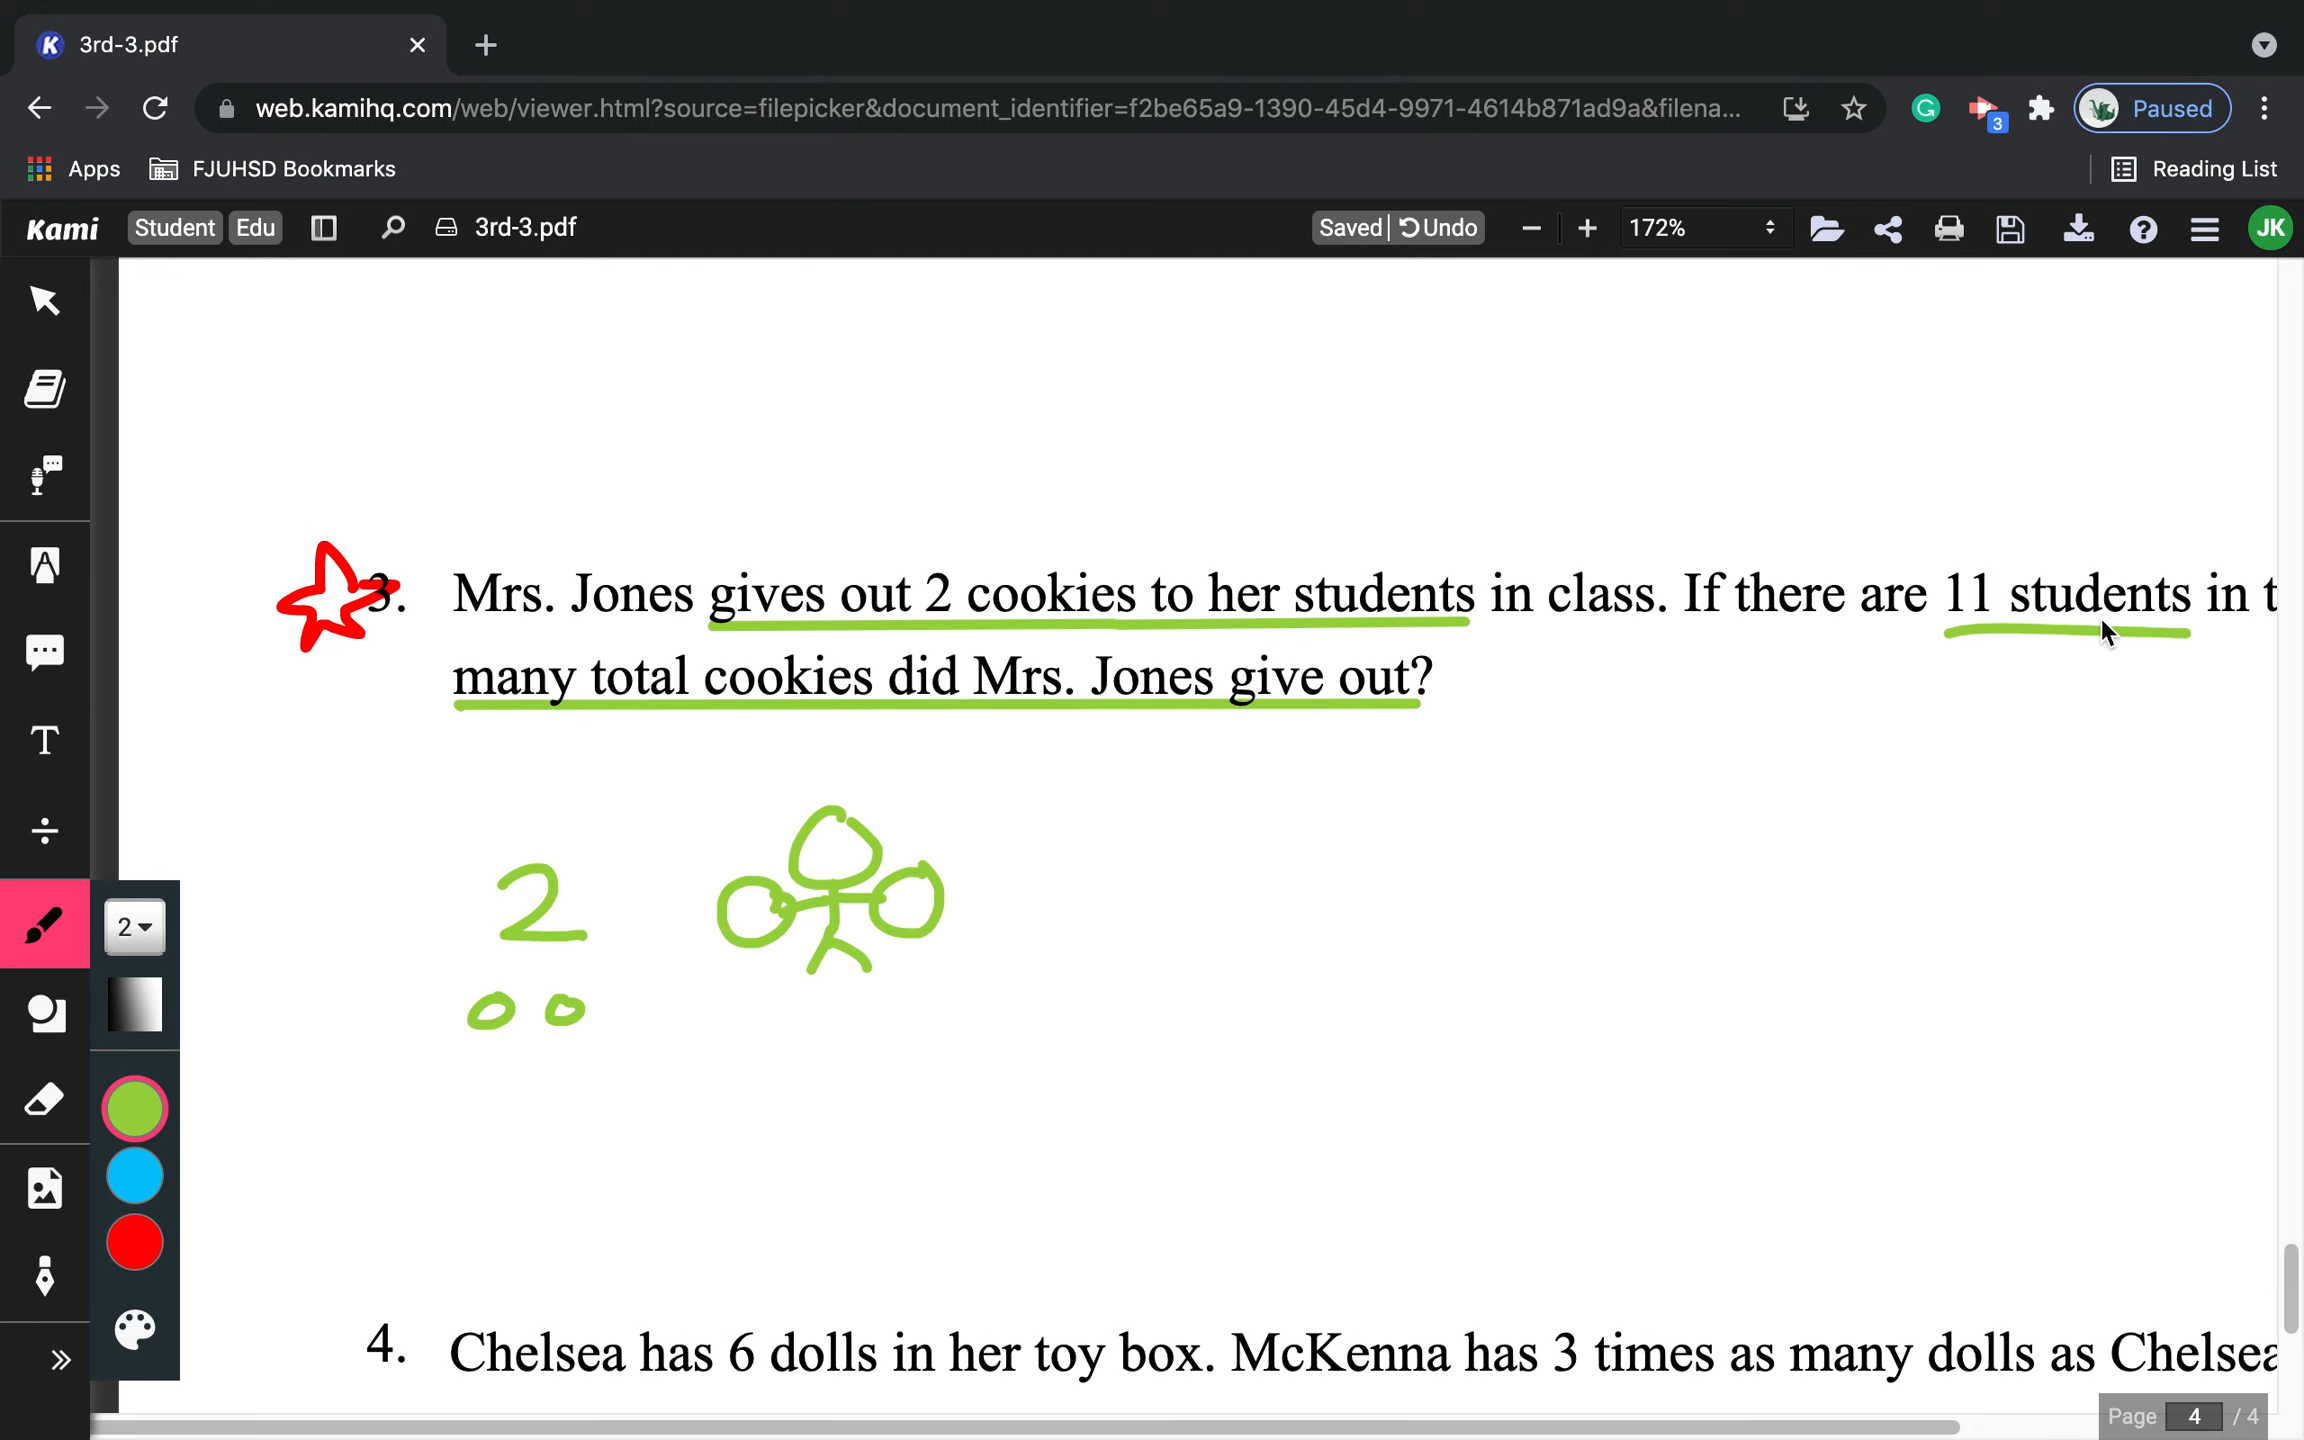 3rd-3.pdf
web.kamihq.com/web/viewer.html?source=filepicker&document_identifier=f2be65a9-1390-45d4-9971-4614b871ad9a&filena...
3
Paused
Apps
FJUHSD Bookmarks
Reading List
Kami
Student
Edu
3rd-3.pdf
Saved
Undo
172%
JK
3. Mrs. Jones gives out 2 cookies to her students in class. If there are 11 students in t
many total cookies did Mrs. Jones give out?
2
2
4. Chelsea has 6 dolls in her toy box. McKenna has 3 times as many dolls as Chelsea
Page 4 / 4